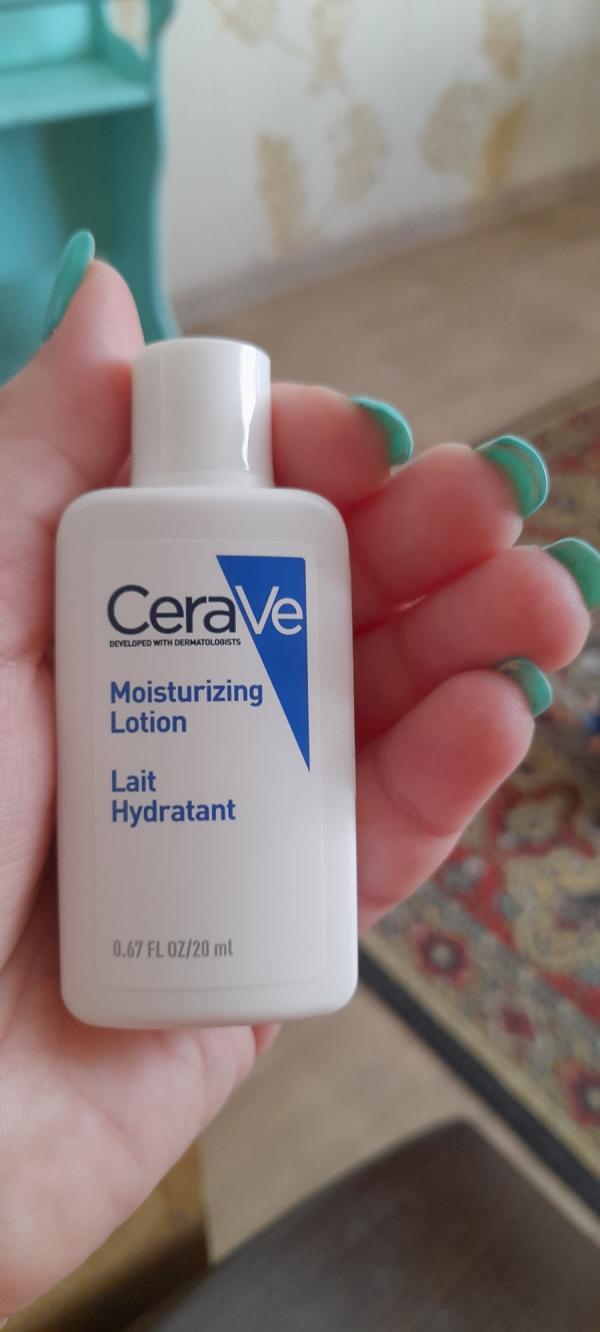 CeraVe
DEVELOPED WITH DERMATOLOGISTS
Moisturizing
Lotion
Lait
Hydratant
0.67 FL OZ/20 ml